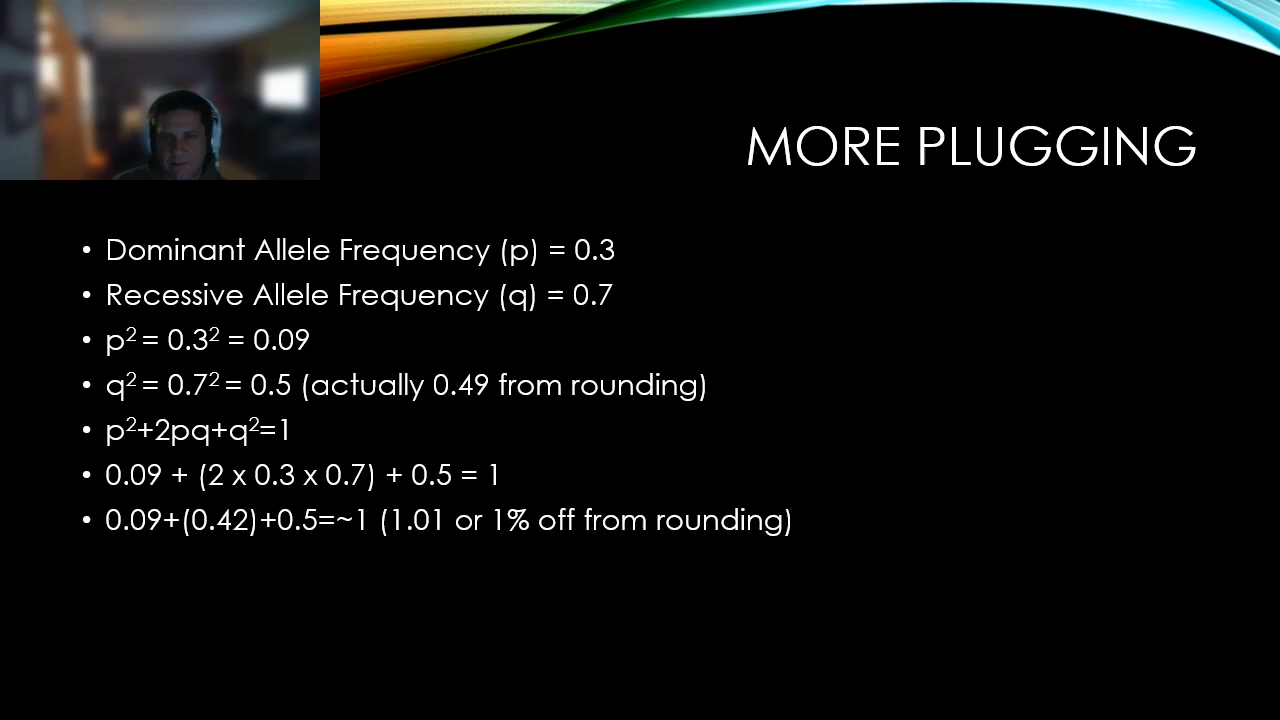 MORE PLUGGING
• Dominant Allele Frequency (p) = 0.3
• Recessive Allele Frequency (q) = 0.7
• p² = 0.3² = 0.09
• q² = 0.7² = 0.5 (actually 0.49 from rounding)
• p²+2pq+q²=1
• 0.09 + (2 x 0.3 x 0.7) + 0.5 = 1
• 0.09+(0.42)+0.5=~1 (1.01 or 1% off from rounding)